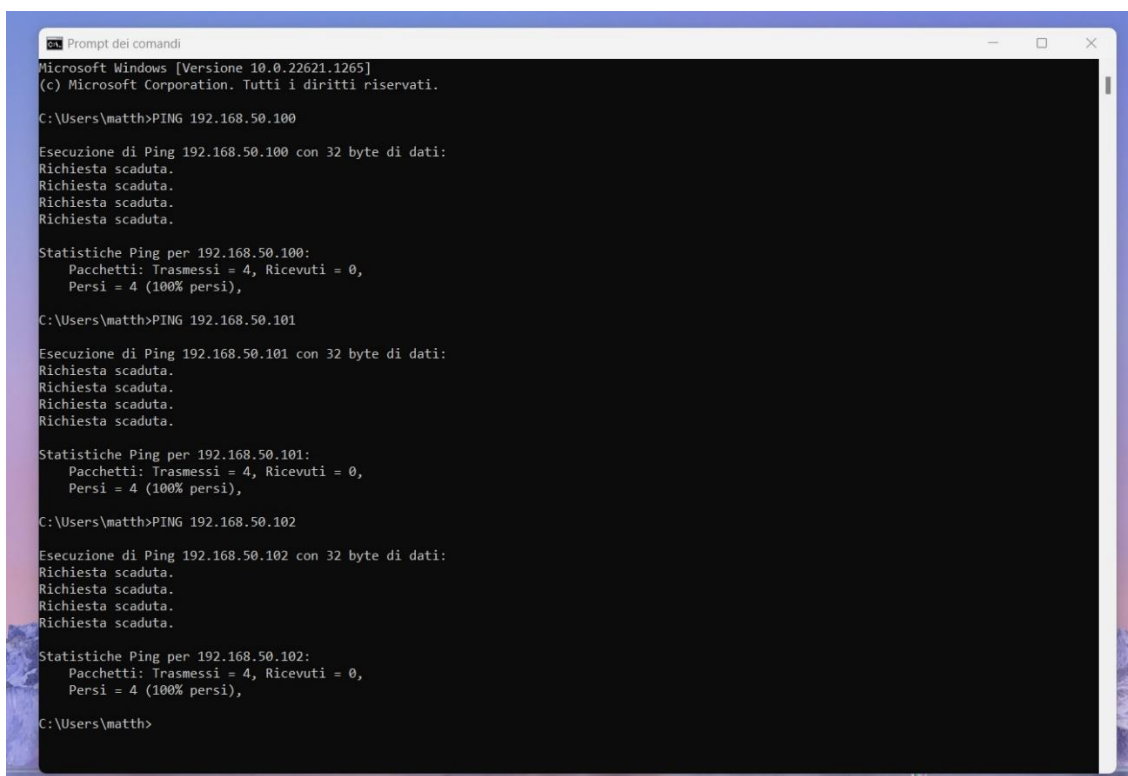 Prompt dei comandi
Microsoft Windows [Versione 10.0.22621.1265]
(c) Microsoft Corporation. Tutti i diritti riservati.
C:\Users\matth>PING 192.168.50.100
Esecuzione di Ping 192.168.50.100 con 32 byte di dati:
Richiesta scaduta.
Richiesta scaduta.
Richiesta scaduta.
Richiesta scaduta.
Statistiche Ping per 192.168.50.100:
Pacchetti: Trasmessi = 4, Ricevuti = 0,
Persi = 4 (100% persi),
C:\Users\matth>PING 192.168.50.101
Esecuzione di Ping 192.168.50.101 con 32 byte di dati:
Richiesta scaduta.
Richiesta scaduta.
Richiesta scaduta.
Richiesta scaduta.
Statistiche Ping per 192.168.50.101:
Pacchetti: Trasmessi = 4, Ricevuti = 0,
Persi = 4 (100% persi),
C:\Users\matth>PING 192.168.50.102
Esecuzione di Ping 192.168.50.102 con 32 byte di dati:
Richiesta scaduta.
Richiesta scaduta.
Richiesta scaduta.
Richiesta scaduta.
Statistiche Ping per 192.168.50.102:
Pacchetti: Trasmessi = 4, Ricevuti = 0,
Persi = 4 (100% persi),
C:\Users\matth>